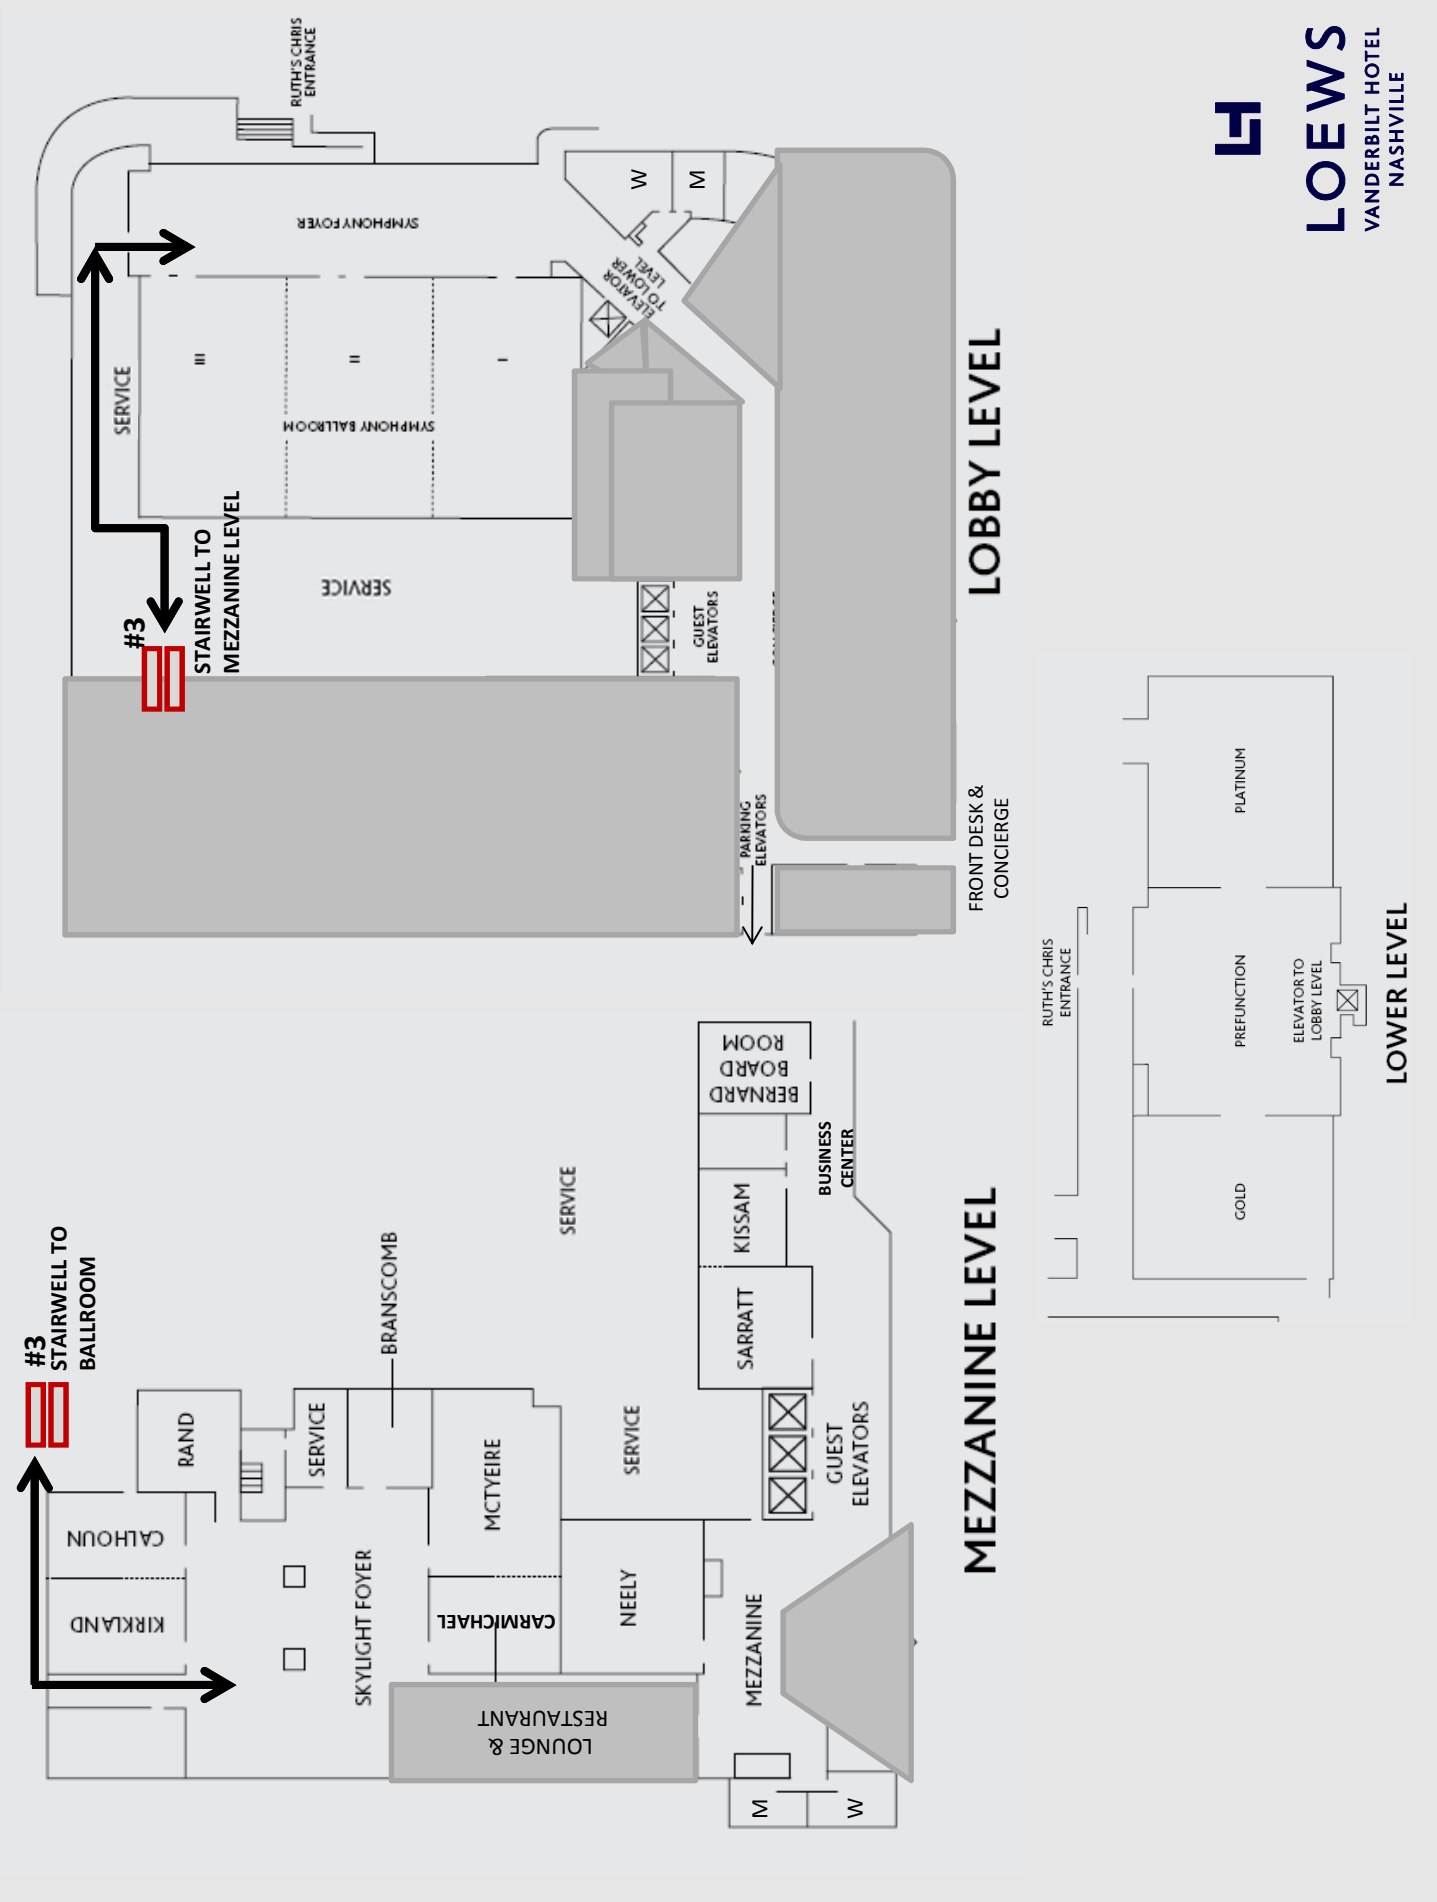 LOEWS
VANDERBILT HOTEL
NASHVILLE
RUTH'S CHRIS
ENTRANCE
SYMPHONY FOYER
W
M
ELEVATOR
TO LOWER
LEVEL
SERVICE
III
II
I
SYMPHONY BALLROOM
#3
STAIRWELL TO
MEZZANINE LEVEL
SERVICE
GUEST
ELEVATORS
PARKING
ELEVATORS
FRONT DESK &
CONCIERGE
LOBBY LEVEL
#3
STAIRWELL TO
BALLROOM
RAND
CALHOUN
KIRKLAND
SERVICE
BRANSCOMB
MCTYEIRE
SKYLIGHT FOYER
CARMICHAEL
NEELY
LOUNGE &
RESTAURANT
SERVICE
SERVICE
BERNARD
BOARD
ROOM
BUSINESS
CENTER
KISSAM
SARRATT
GUEST
ELEVATORS
MEZZANINE
M
W
MEZZANINE LEVEL
RUTH'S CHRIS
ENTRANCE
PLATINUM
PREFUNCTION
ELEVATOR TO
LOBBY LEVEL
GOLD
LOWER LEVEL